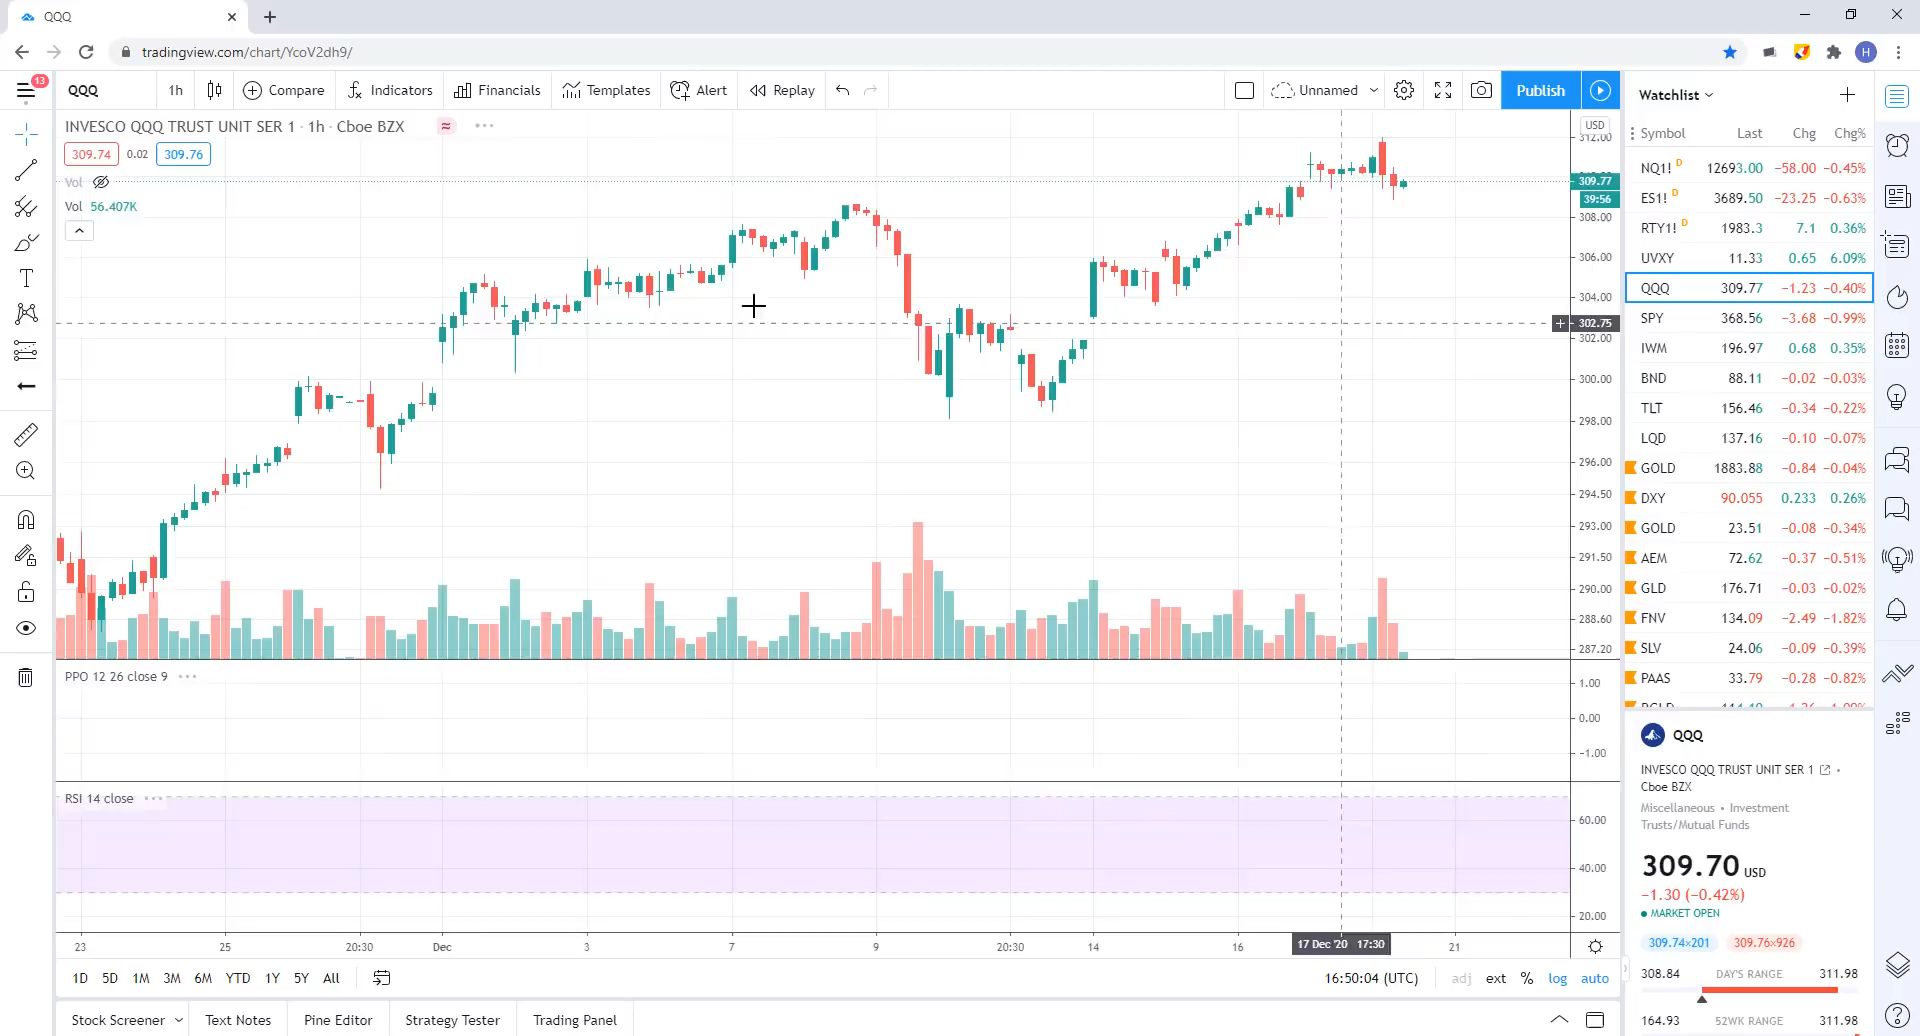 QQQ
tradingview.com/chart/YcoV2dh9/
H
13
QQQ 1h Compare Indicators Financials Templates Alert Replay Unnamed Publish
INVESCO QQQ TRUST UNIT SER 1 · 1h · Cboe BZX
309.74 0.02 309.76
Vol
Vol 56.407K
USD
312.00
309.77
39:56
308.00
306.00
304.00
302.75
302.00
300.00
298.00
296.00
294.50
293.00
291.50
290.00
288.60
287.20
PPO 12 26 close 9
1.00
0.00
−1.00
RSI 14 close
60.00
40.00
20.00
23 25 20:30 Dec 3 7 9 20:30 14 16 17 Dec '20 17:30 21
1D 5D 1M 3M 6M YTD 1Y 5Y All 16:50:04 (UTC) adj ext % log auto
Stock Screener Text Notes Pine Editor Strategy Tester Trading Panel
Watchlist
Symbol Last Chg Chg%
NQ1! D 12693.00 −58.00 −0.45%
ES1! D 3689.50 −23.25 −0.63%
RTY1! D 1983.3 7.1 0.36%
UVXY 11.33 0.65 6.09%
QQQ 309.77 −1.23 −0.40%
SPY 368.56 −3.68 −0.99%
IWM 196.97 0.68 0.35%
BND 88.11 −0.02 −0.03%
TLT 156.46 −0.34 −0.22%
LQD 137.16 −0.10 −0.07%
GOLD 1883.88 −0.84 −0.04%
DXY 90.055 0.233 0.26%
GOLD 23.51 −0.08 −0.34%
AEM 72.62 −0.37 −0.51%
GLD 176.71 −0.03 −0.02%
FNV 134.09 −2.49 −1.82%
SLV 24.06 −0.09 −0.39%
PAAS 33.79 −0.28 −0.82%
QQQ
INVESCO QQQ TRUST UNIT SER 1 •
Cboe BZX
Miscellaneous • Investment
Trusts/Mutual Funds
309.70 USD
−1.30 (−0.42%)
MARKET OPEN
309.74×201 309.76×926
308.84 DAY'S RANGE 311.98
164.93 52WK RANGE 311.98